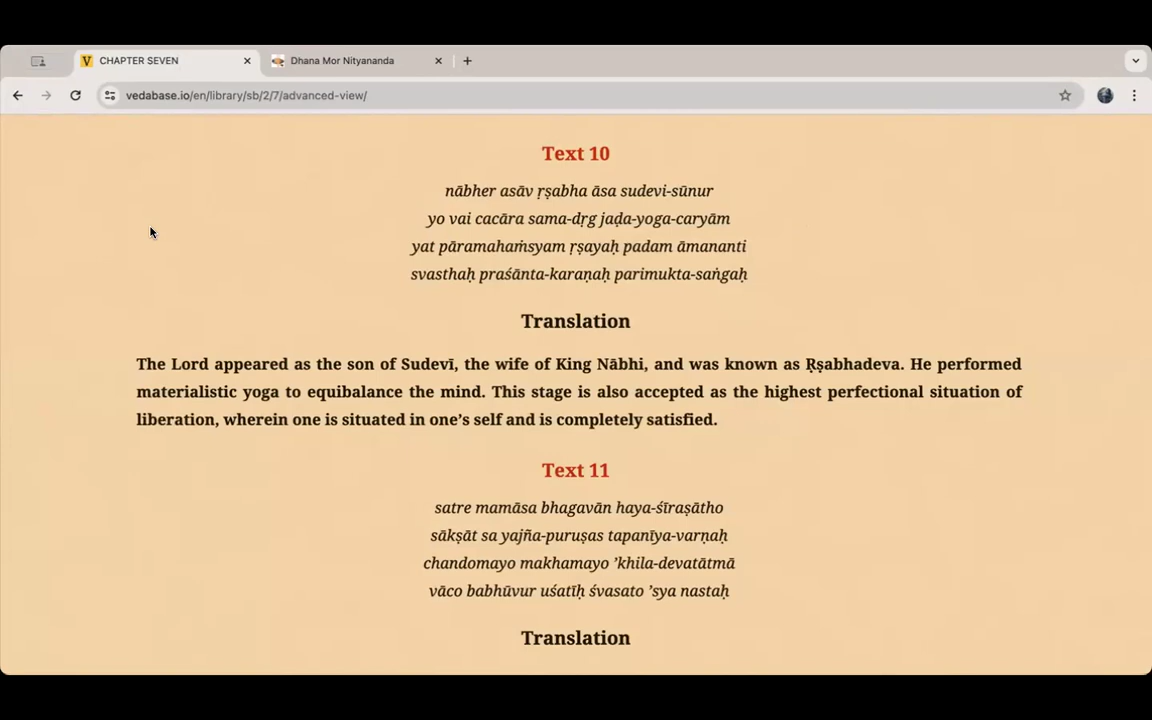 CHAPTER SEVEN
Dhana Mor Nityananda
vedabase.io/en/library/sb/2/7/advanced-view/
Text 10
nābher asāv ṛṣabha āsa sudevi-sūnur
yo vai cacāra sama-dṛg jaḍa-yoga-caryām
yat pāramahaṁsyam ṛṣayaḥ padam āmananti
svasthaḥ praśānta-karaṇaḥ parimukta-saṅgaḥ
Translation
The Lord appeared as the son of Sudevī, the wife of King Nābhi, and was known as Ṛṣabhadeva. He performed
materialistic yoga to equibalance the mind. This stage is also accepted as the highest perfectional situation of
liberation, wherein one is situated in one’s self and is completely satisfied.
Text 11
satre mamāsa bhagavān haya-śīraṣātho
sākṣāt sa yajña-puruṣas tapanīya-varṇaḥ
chandomayo makhamayo ’khila-devatātmā
vāco babhūvur uśatīḥ śvasato ’sya nastaḥ
Translation